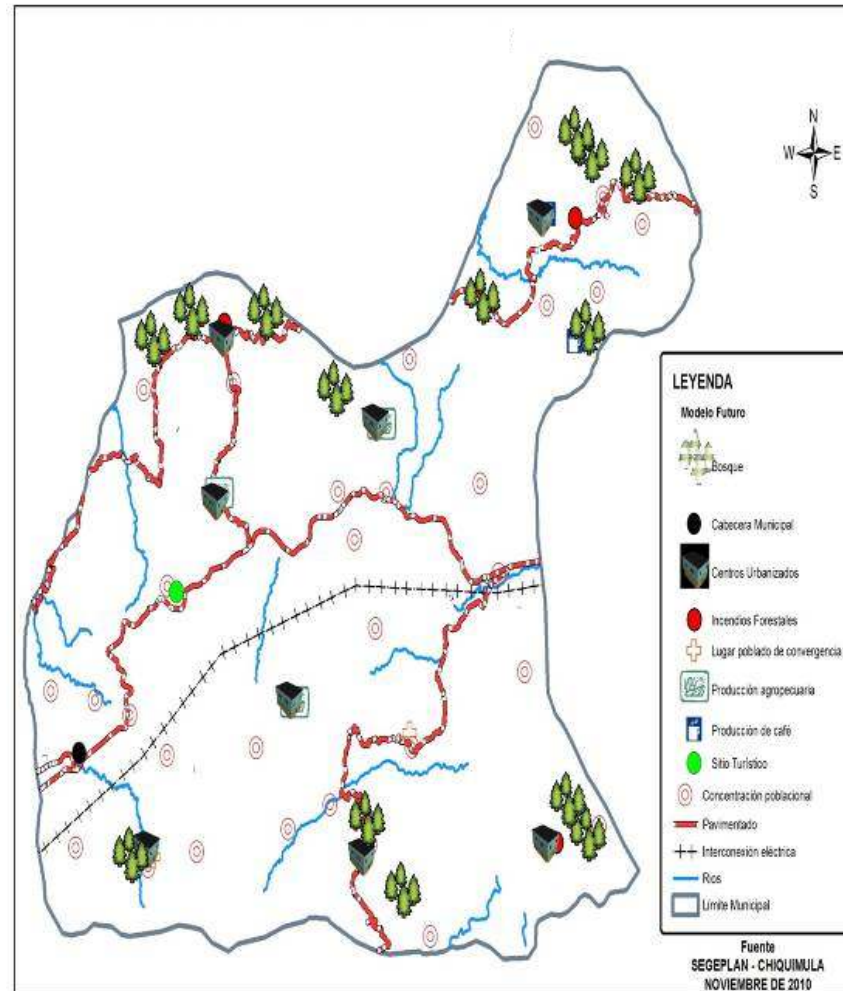 N
W E
S
LEYENDA
Modelo Futuro
Bosque
Cabecera Municipal
Centros Urbanizados
Incendios Forestales
Lugar poblado de convergencia
Producción agropecuaria
Producción de café
Sitio Turístico
Concentración poblacional
Pavimentado
Interconexión eléctrica
Rios
Límite Municipal
Fuente
SEGEPLAN - CHIQUIMULA
NOVIEMBRE DE 2010